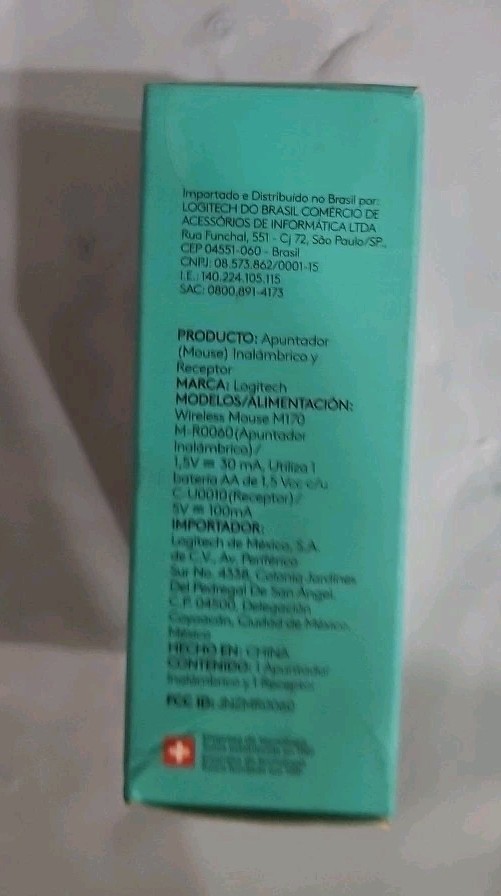 Importado e Distribuído no Brasil por:
LOGITECH DO BRASIL COMÉRCIO DE
ACESSÓRIOS DE INFORMÁTICA LTDA
Rua Funchal, 551 - Cj 72, São Paulo/SP.
CEP 04551-060 - Brasil
CNPJ: 08.573.862/0001-15
I.E.: 140.224.105.115
SAC: 0800.891-4173
PRODUCTO: Apuntador
(Mouse) Inalámbrico y
Receptor
MARCA: Logitech
MODELOS/ALIMENTACIÓN:
Wireless Mouse M170
M-R0060(Apuntador
Inalámbrico)/
1,5V ⎓ 30 mA, Utiliza 1
batería AA de 1,5 Vcc c/u
C-U0010(Receptor)/
5V ⎓ 100mA
IMPORTADOR:
Logitech de México, S.A.
de C.V., Av. Periférico
Sur No. 4338, Colonia Jardines
Del Pedregal De San Ángel,
C.P. 04500, Delegación
Coyoacán, Ciudad de México,
México
HECHO EN: CHINA
CONTENIDO: 1 Apuntador
Inalámbrico y 1 Receptor
FCC ID: JNZMR0060